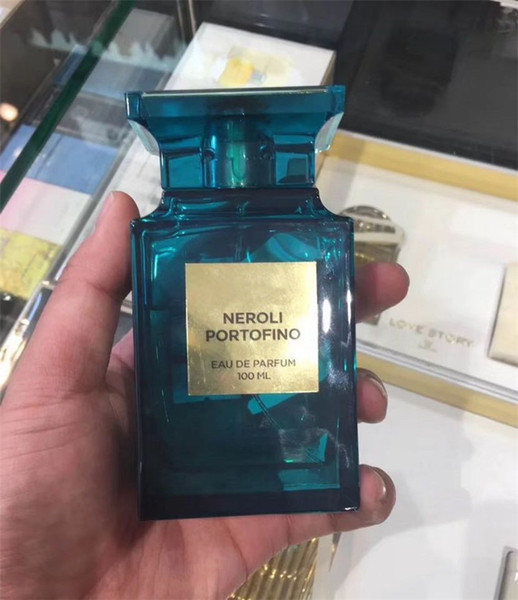 NEROLI
PORTOFINO
EAU DE PARFUM
100 ML
LOVE STORY